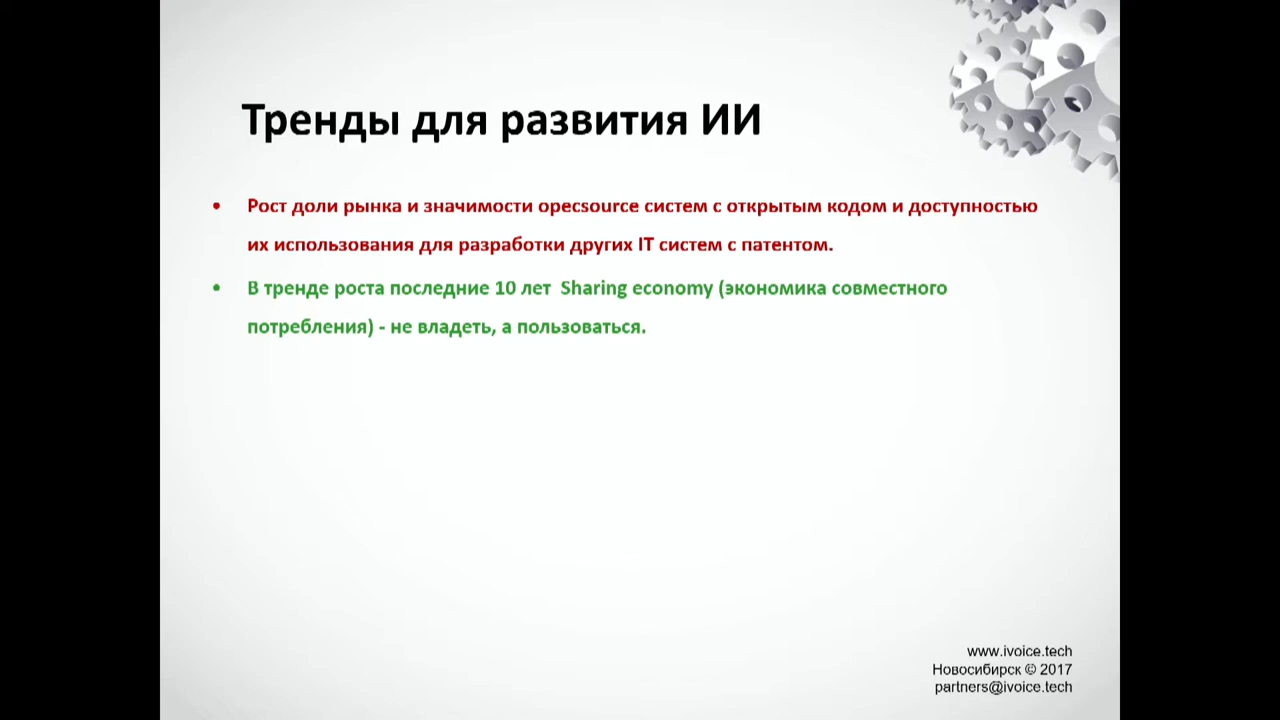 Тренды для развития ИИ
• Рост доли рынка и значимости opecsource систем с открытым кодом и доступностью
их использования для разработки других IT систем с патентом.
• В тренде роста последние 10 лет  Sharing economy (экономика совместного
потребления) - не владеть, а пользоваться.
www.ivoice.tech
Новосибирск © 2017
partners@ivoice.tech